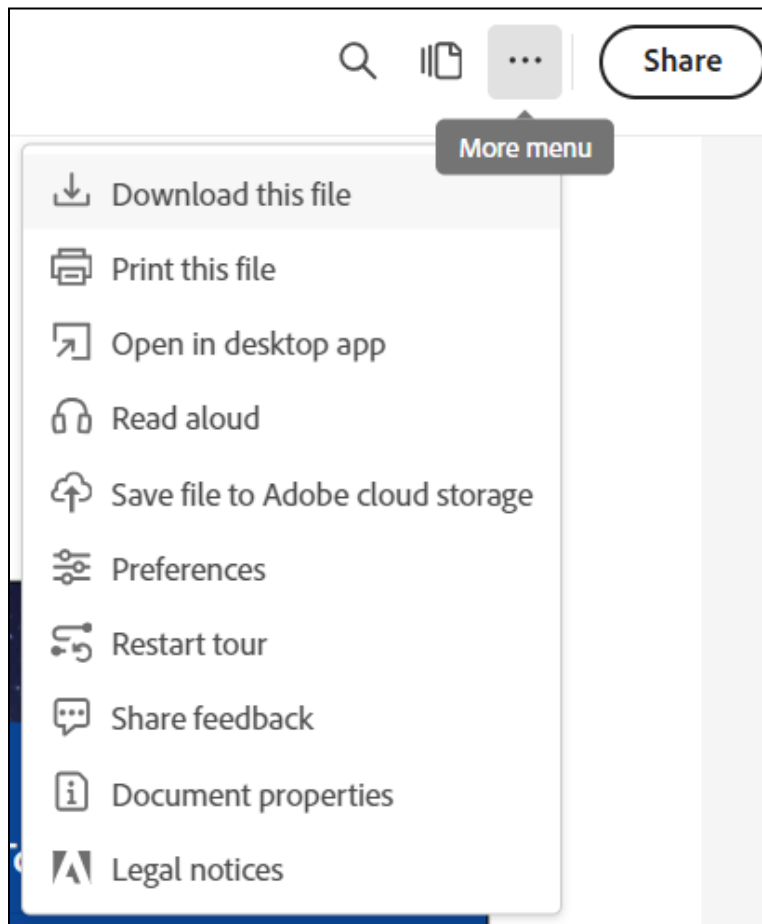 Share
More menu
Download this file
Print this file
Open in desktop app
Read aloud
Save file to Adobe cloud storage
Preferences
Restart tour
Share feedback
Document properties
Legal notices